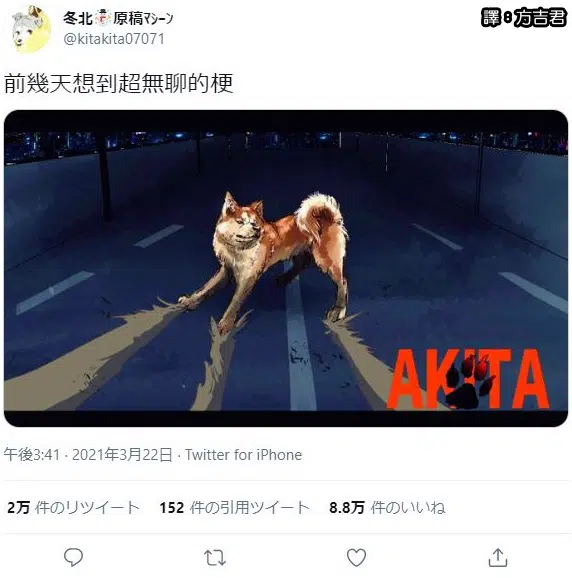 冬北☃️原稿ﾏｼｰﾝ
譯8方吉君
@kitakita07071
前幾天想到超無聊的梗
AKITA
午後3:41 · 2021年3月22日 · Twitter for iPhone
2万 件のリツイート 152 件の引用ツイート 8.8万 件のいいね